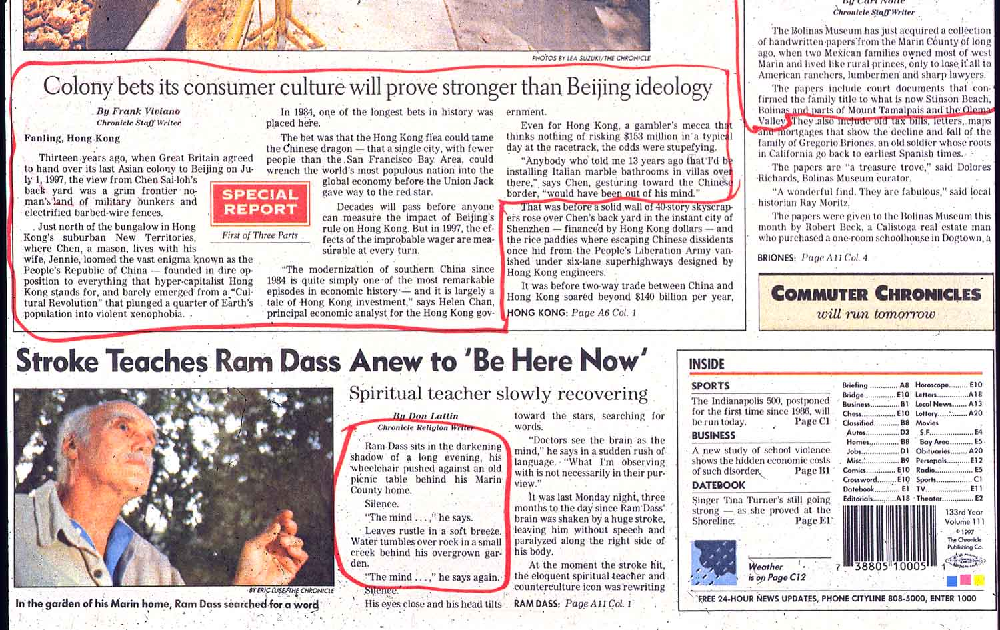 PHOTOS BY LEA SUZUKI/THE CHRONICLE
Colony bets its consumer culture will prove stronger than Beijing ideology
By Frank Viviano
Chronicle Staff Writer
Fanling, Hong Kong
Thirteen years ago, when Great Britain agreed
to hand over its last Asian colony to Beijing on Ju-
ly 1, 1997, the view from Chen Sai-loh's
back yard was a grim frontier no-
man's land of military bunkers and
electrified barbed-wire fences.
Just north of the bungalow in Hong
Kong's suburban New Territories,
where Chen, a mason, lives with his
wife, Jennie, loomed the vast enigma known as the
People's Republic of China — founded in dire op-
position to everything that hyper-capitalist Hong
Kong stands for, and barely emerged from a "Cul-
tural Revolution" that plunged a quarter of Earth's
population into violent xenophobia.
SPECIAL
REPORT
First of Three Parts
In 1984, one of the longest bets in history was
placed here.
The bet was that the Hong Kong flea could tame
the Chinese dragon — that a single city, with fewer
people than the San Francisco Bay Area, could
wrench the world's most populous nation into the
global economy before the Union Jack
gave way to the red star.
Decades will pass before anyone
can measure the impact of Beijing's
rule on Hong Kong. But in 1997, the ef-
fects of the improbable wager are mea-
surable at every turn.
"The modernization of southern China since
1984 is quite simply one of the most remarkable
episodes in economic history — and it is largely a
tale of Hong Kong investment," says Helen Chan,
principal economic analyst for the Hong Kong gov-
ernment.
Even for Hong Kong, a gambler's mecca that
thinks nothing of risking $153 million in a typical
day at the racetrack, the odds were stupefying.
"Anybody who told me 13 years ago that I'd be
installing Italian marble bathrooms in villas over
there," says Chen, gesturing toward the Chinese
border, "would have been out of his mind."
That was before a solid wall of 40-story skyscrap-
ers rose over Chen's back yard in the instant city of
Shenzhen — financed by Hong Kong dollars — and
the rice paddies where escaping Chinese dissidents
once hid from the People's Liberation Army van-
ished under six-lane superhighways designed by
Hong Kong engineers.
It was before two-way trade between China and
Hong Kong soared beyond $140 billion per year,
HONG KONG: Page A6 Col. 1
By Carl Nolte
Chronicle Staff Writer
The Bolinas Museum has just acquired a collection
of handwritten papers from the Marin County of long
ago, when two Mexican families owned most of west
Marin and lived like rural princes, only to lose it all to
American ranchers, lumbermen and sharp lawyers.
The papers include court documents that con-
firmed the family title to what is now Stinson Beach,
Bolinas and parts of Mount Tamalpais and the Olema
Valley. They also include old tax bills, letters, maps
and mortgages that show the decline and fall of the
family of Gregorio Briones, an old soldier whose roots
in California go back to earliest Spanish times.
The papers are "a treasure trove," said Dolores
Richards, Bolinas Museum curator.
"A wonderful find. They are fabulous," said local
historian Ray Moritz.
The papers were given to the Bolinas Museum this
month by Robert Beck, a Calistoga real estate man
who purchased a one-room schoolhouse in Dogtown, a
BRIONES: Page A11 Col. 4
COMMUTER CHRONICLES
will run tomorrow
Stroke Teaches Ram Dass Anew to 'Be Here Now'
BY ERIC LUSE/THE CHRONICLE
In the garden of his Marin home, Ram Dass searched for a word
Spiritual teacher slowly recovering
By Don Lattin
Chronicle Religion Writer
Ram Dass sits in the darkening
shadow of a long evening, his
wheelchair pushed against an old
picnic table behind his Marin
County home.
Silence.
"The mind . . . ," he says.
Leaves rustle in a soft breeze.
Water tumbles over rock in a small
creek behind his overgrown gar-
den.
"The mind . . . ," he says again.
Silence.
His eyes close and his head tilts
toward the stars, searching for
words.
"Doctors see the brain as the
mind," he says in a sudden rush of
language. "What I'm observing
with is not necessarily in their pur-
view."
It was last Monday night, three
months to the day since Ram Dass'
brain was shaken by a huge stroke,
leaving him without speech and
paralyzed along the right side of
his body.
At the moment the stroke hit,
the eloquent spiritual teacher and
counterculture icon was rewriting
RAM DASS: Page A11 Col. 1
INSIDE
SPORTS
The Indianapolis 500, postponed
for the first time since 1986, will
be run today. Page C1
BUSINESS
A new study of school violence
shows the hidden economic costs
of such disorder. Page B1
DATEBOOK
Singer Tina Turner's still going
strong — as she proved at the
Shoreline. Page E1
Weather
is on Page C12
Briefing............ A8
Bridge............ E10
Business............ B1
Chess............ E10
Classified............ B8
Autos............ D3
Homes............ B8
Jobs............ D1
Misc............ B9
Comics............ E10
Crossword........ E10
Datebook............ E1
Editorials......... A18
Horoscope......... E10
Letters............ A18
Local News....... A13
Lottery............ A20
Movies
S.F............ E4
Bay Area.......... E5
Obituaries....... A20
Personals........ E12
Radio............ E5
Sports............ C1
TV............ E11
Theater............ E2
133rd Year
Volume 111
© 1997
The Chronicle
Publishing Co.
7 38805 10005 1
FREE 24-HOUR NEWS UPDATES, PHONE CITYLINE 808-5000, ENTER 1000